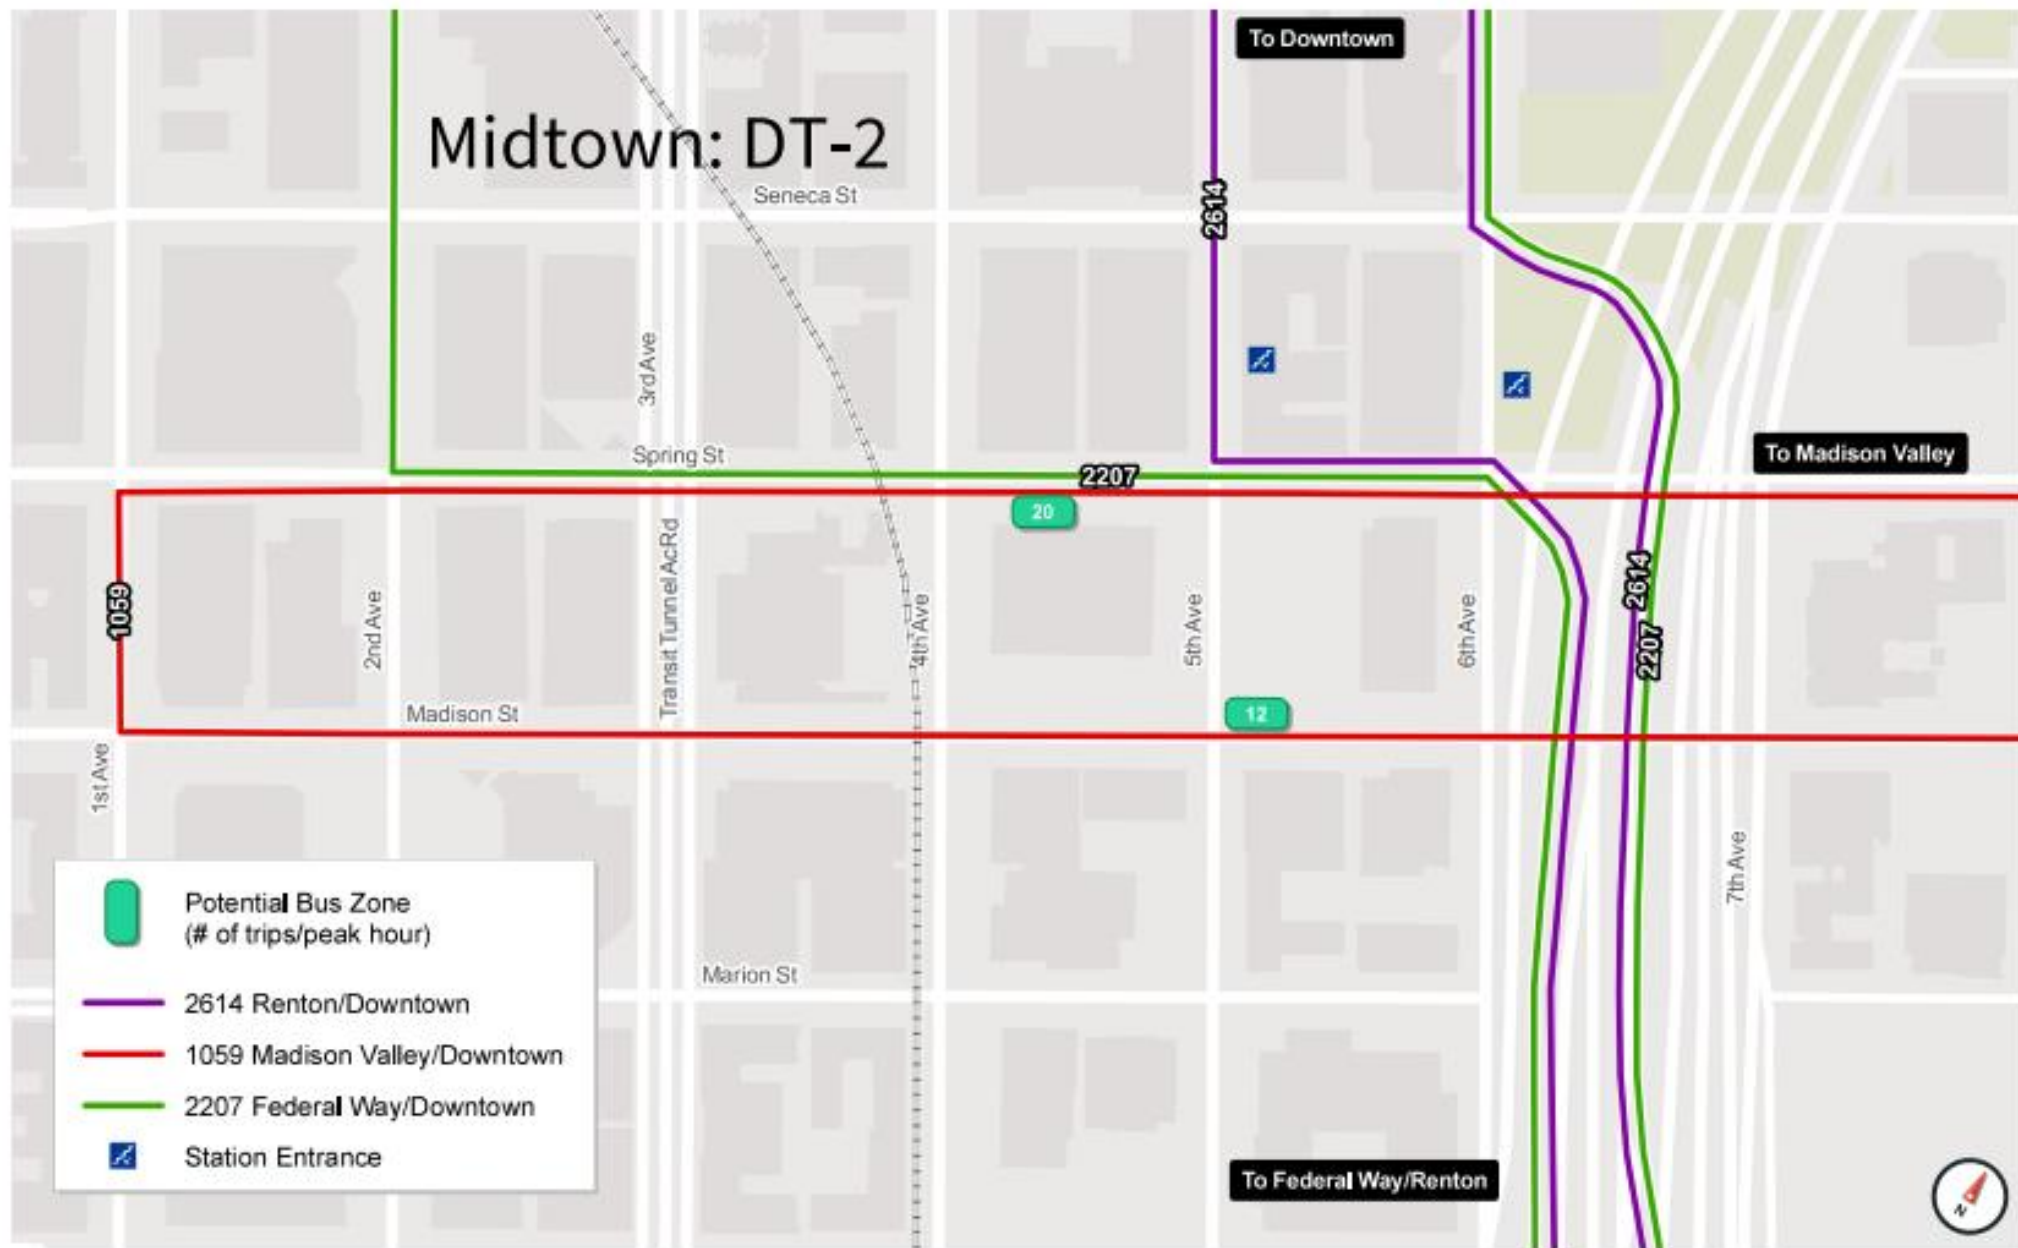 To Downtown
Midtown: DT-2
Seneca St
2614
3rd Ave
To Madison Valley
Spring St
2207
20
1059
2nd Ave
Transit Tunnel Ac Rd
4th Ave
5th Ave
6th Ave
2614
2207
12
Madison St
1st Ave
7th Ave
Marion St
Potential Bus Zone
(# of trips/peak hour)
2614 Renton/Downtown
1059 Madison Valley/Downtown
2207 Federal Way/Downtown
Station Entrance
To Federal Way/Renton
N